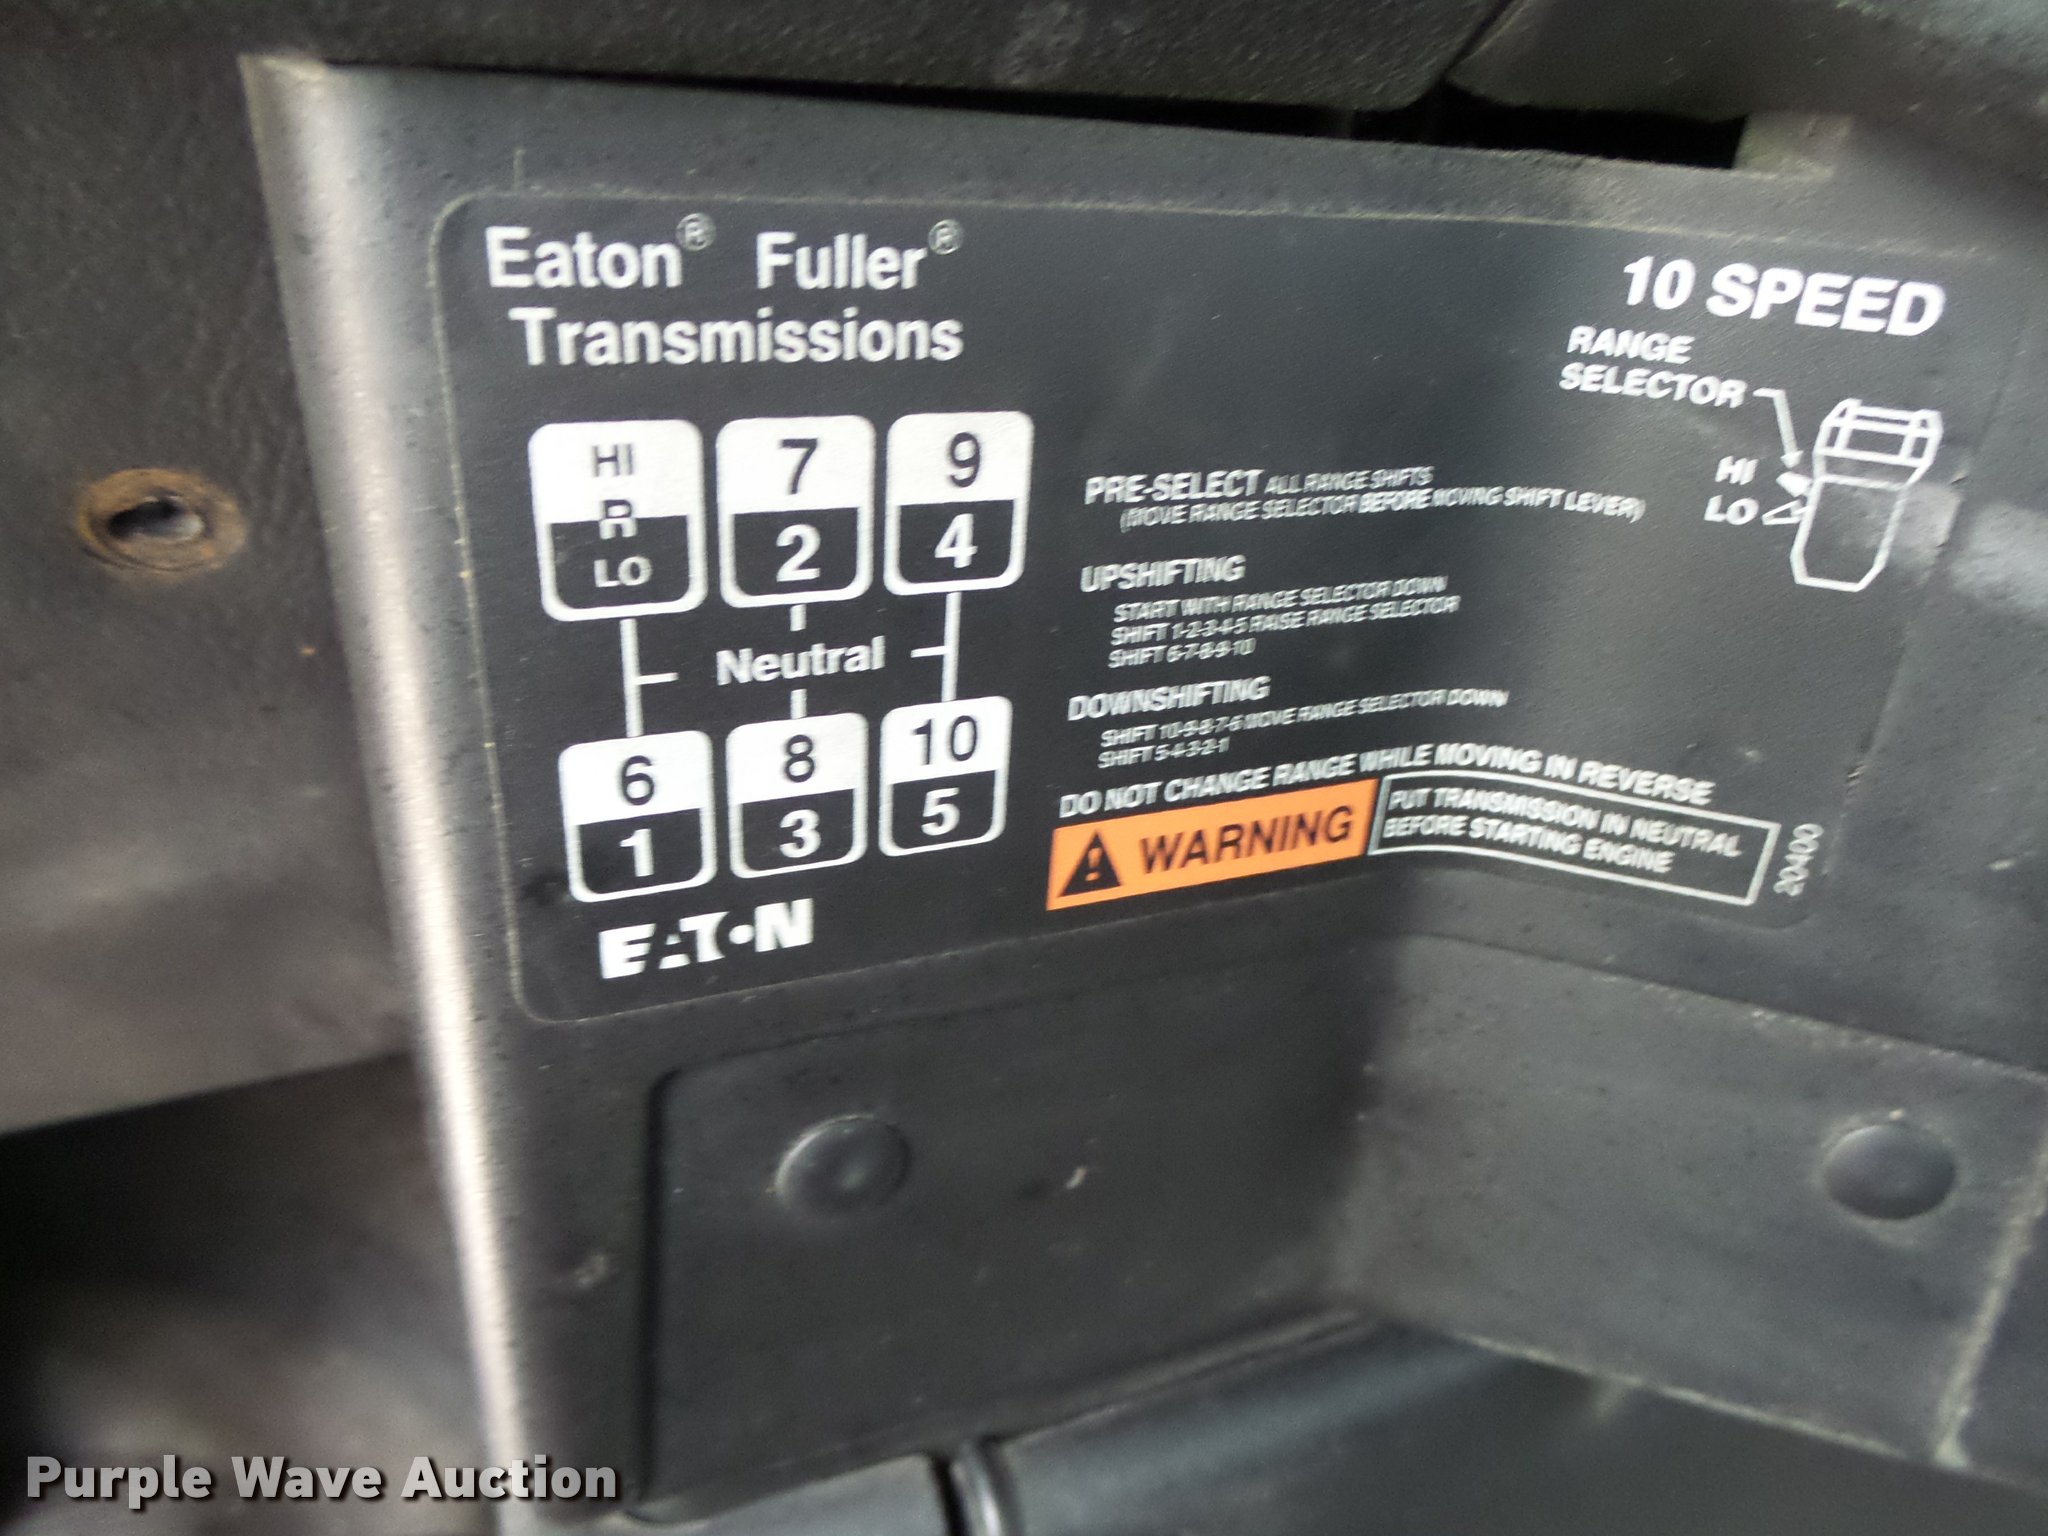 Eaton® Fuller®
Transmissions
10 SPEED
RANGE
SELECTOR
HI
LO
HI 7 9
R
LO 2 4
Neutral
6 8 10
1 3 5
EATON
PRE-SELECT ALL RANGE SHIFTS
(MOVE RANGE SELECTOR BEFORE MOVING SHIFT LEVER)
UPSHIFTING
START WITH RANGE SELECTOR DOWN
SHIFT 1-2-3-4-5 RAISE RANGE SELECTOR
SHIFT 6-7-8-9-10
DOWNSHIFTING
SHIFT 10-9-8-7-6 MOVE RANGE SELECTOR DOWN
SHIFT 5-4-3-2-1
DO NOT CHANGE RANGE WHILE MOVING IN REVERSE
WARNING
PUT TRANSMISSION IN NEUTRAL
BEFORE STARTING ENGINE
20400
Purple Wave Auction